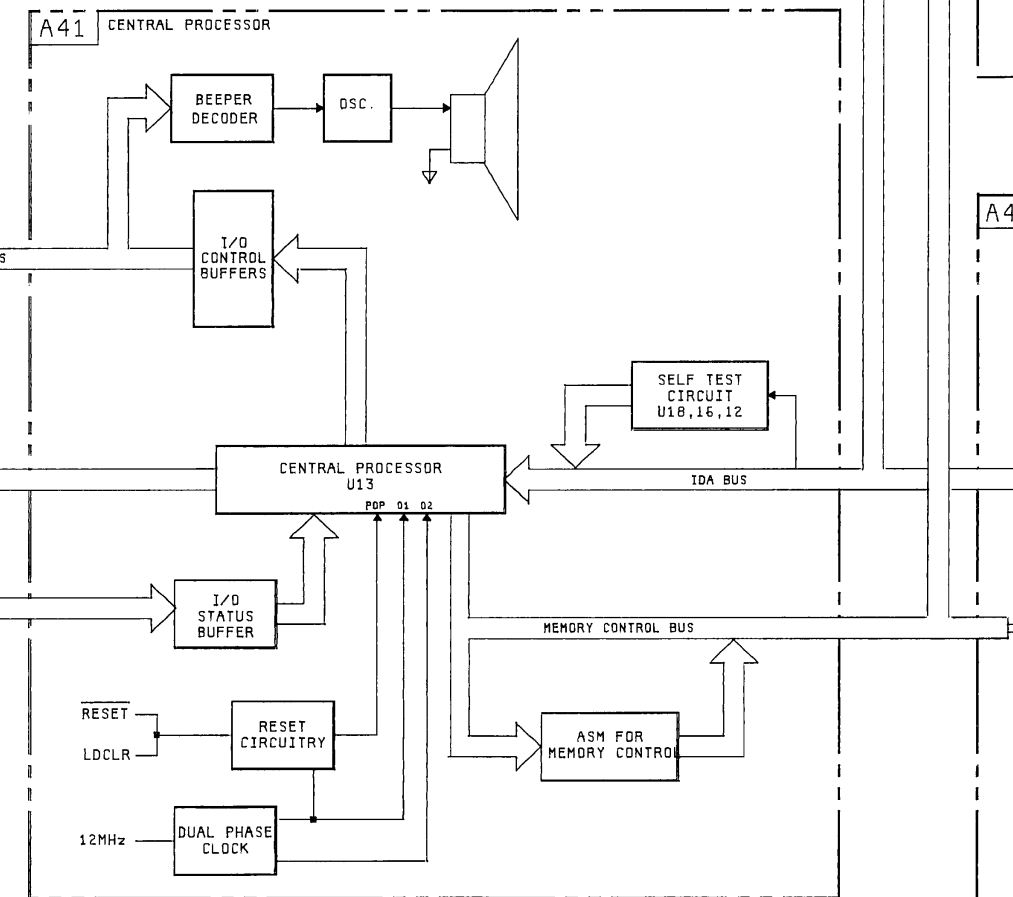 A41 CENTRAL PROCESSOR
BEEPER
DECODER
OSC.
A4
I/O
CONTROL
BUFFERS
S
SELF TEST
CIRCUIT
U18,16,12
CENTRAL PROCESSOR
U13
POP 01 02
IDA BUS
I/O
STATUS
BUFFER
MEMORY CONTROL BUS
RESET
LDCLR
RESET
CIRCUITRY
ASM FOR
MEMORY CONTROL
12MHz
DUAL PHASE
CLOCK